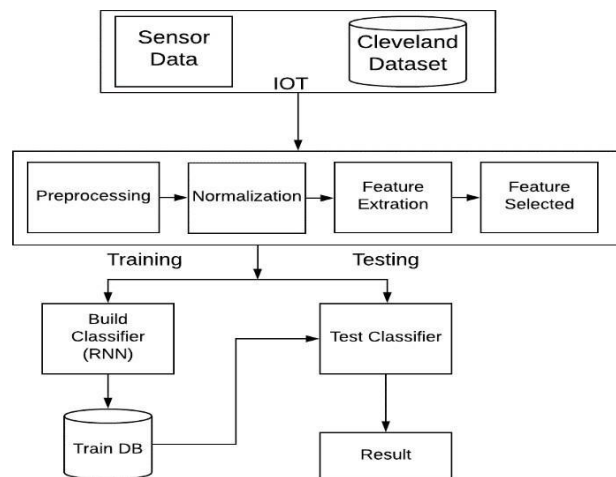 Sensor
Data
Cleveland
Dataset
IOT
Preprocessing
Normalization
Feature
Extration
Feature
Selected
Training
Testing
Build
Classifier
(RNN)
Test Classifier
Train DB
Result